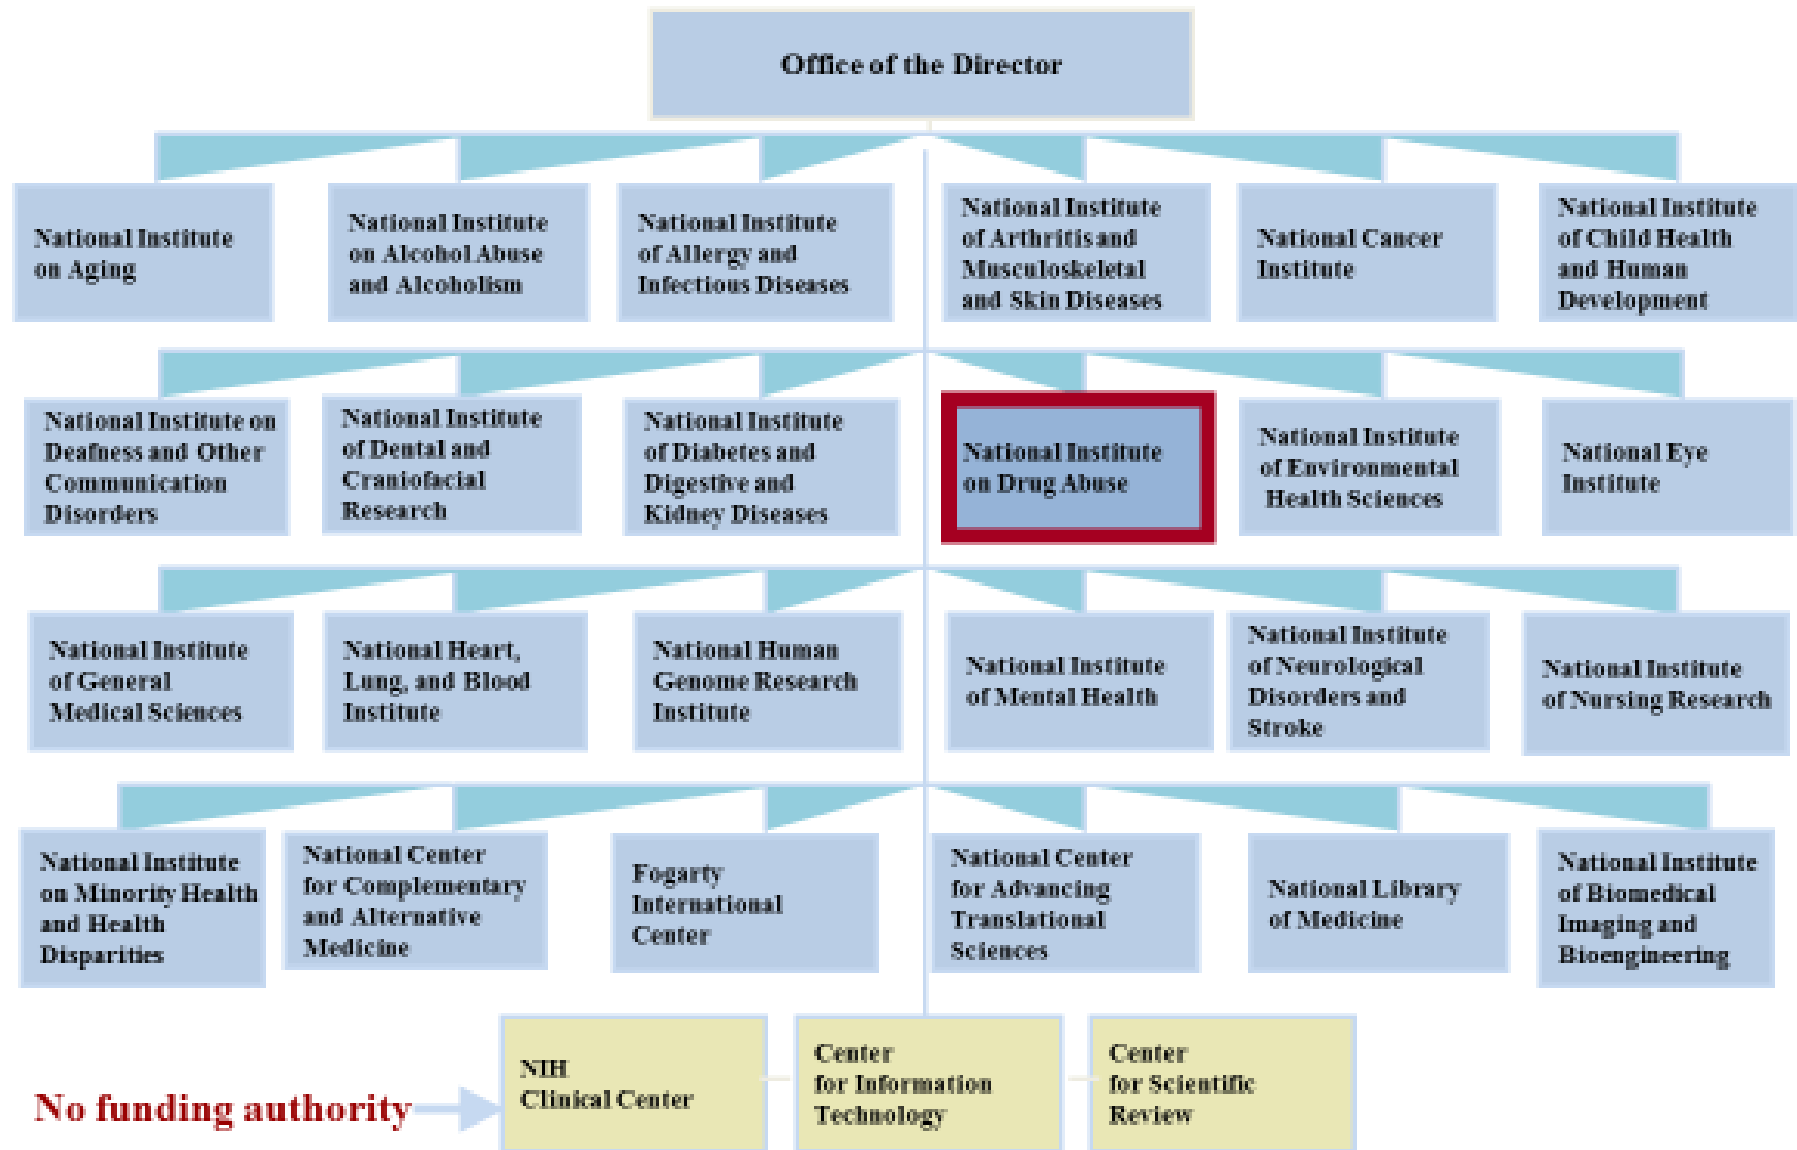 Office of the Director
National Institute
on Aging
National Institute
on Alcohol Abuse
and Alcoholism
National Institute
of Allergy and
Infectious Diseases
National Institute
of Arthritis and
Musculoskeletal
and Skin Diseases
National Cancer
Institute
National Institute
of Child Health
and Human
Development
National Institute on
Deafness and Other
Communication
Disorders
National Institute
of Dental and
Craniofacial
Research
National Institute
of Diabetes and
Digestive and
Kidney Diseases
National Institute
on Drug Abuse
National Institute
of Environmental
Health Sciences
National Eye
Institute
National Institute
of General
Medical Sciences
National Heart,
Lung, and Blood
Institute
National Human
Genome Research
Institute
National Institute
of Mental Health
National Institute
of Neurological
Disorders and
Stroke
National Institute
of Nursing Research
National Institute
on Minority Health
and Health
Disparities
National Center
for Complementary
and Alternative
Medicine
Fogarty
International
Center
National Center
for Advancing
Translational
Sciences
National Library
of Medicine
National Institute
of Biomedical
Imaging and
Bioengineering
No funding authority
NIH
Clinical Center
Center
for Information
Technology
Center
for Scientific
Review